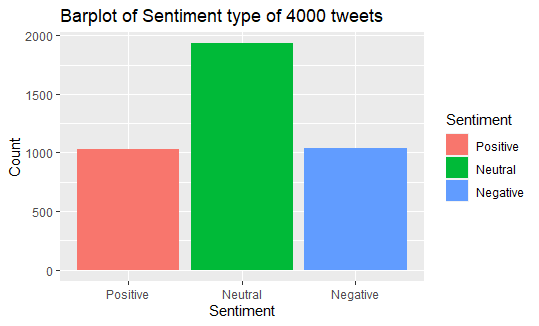 Barplot of Sentiment type of 4000 tweets
2000
1500
1000
500
0
Count
Positive Neutral Negative
Sentiment
Sentiment
Positive
Neutral
Negative